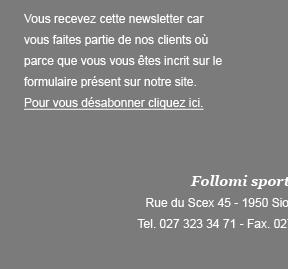 Vous recevez cette newsletter car
vous faites partie de nos clients où
parce que vous vous êtes incrit sur le
formulaire présent sur notre site.
Pour vous désabonner cliquez ici.
Follomi sport
Rue du Scex 45 - 1950 Sio
Tel. 027 323 34 71 - Fax. 02